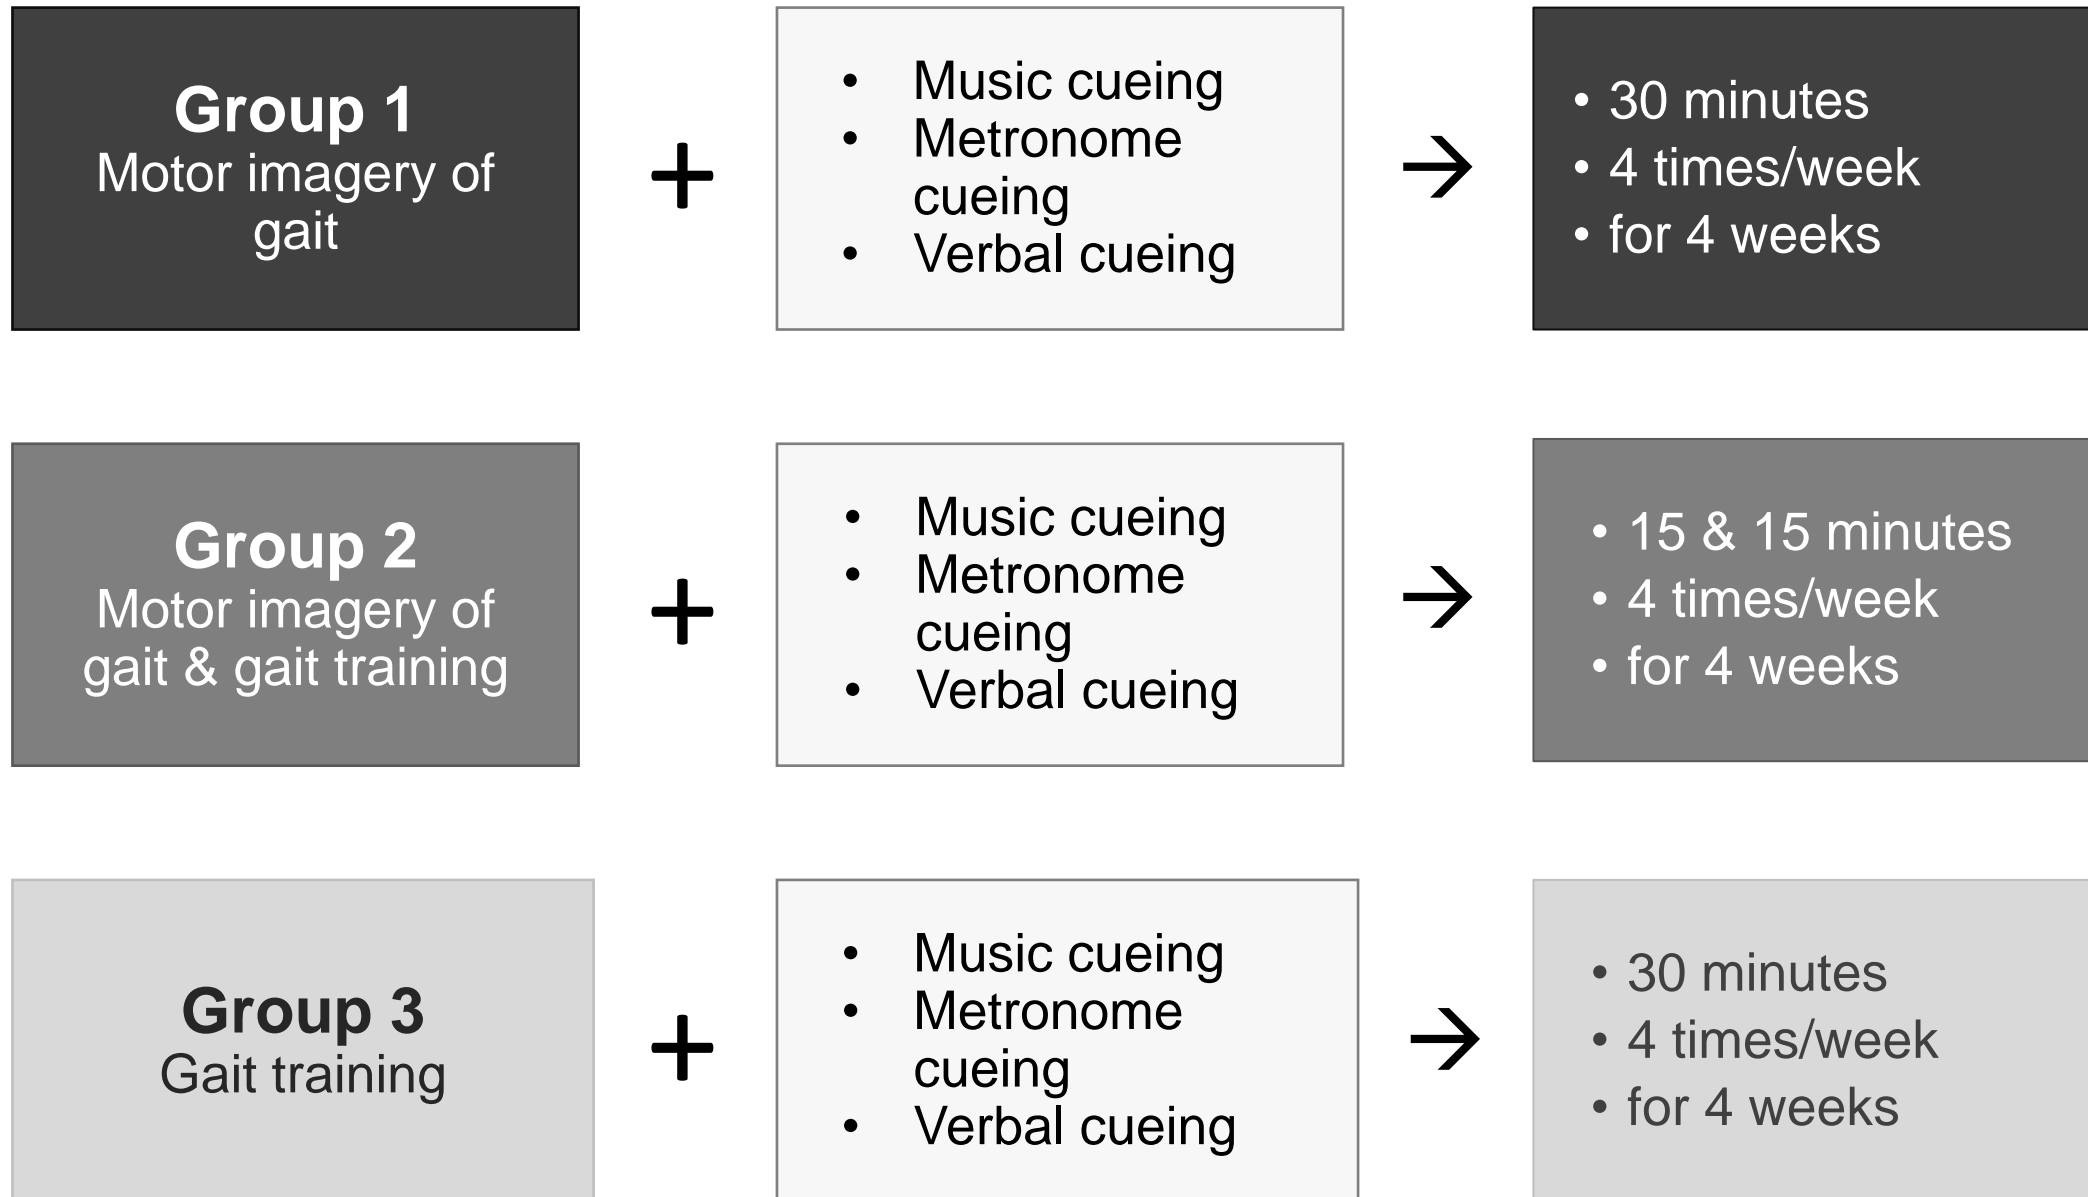 Group 1
Motor imagery of
gait
+
• Music cueing
• Metronome
cueing
• Verbal cueing
→
• 30 minutes
• 4 times/week
• for 4 weeks
Group 2
Motor imagery of
gait & gait training
+
• Music cueing
• Metronome
cueing
• Verbal cueing
→
• 15 & 15 minutes
• 4 times/week
• for 4 weeks
Group 3
Gait training
+
• Music cueing
• Metronome
cueing
• Verbal cueing
→
• 30 minutes
• 4 times/week
• for 4 weeks